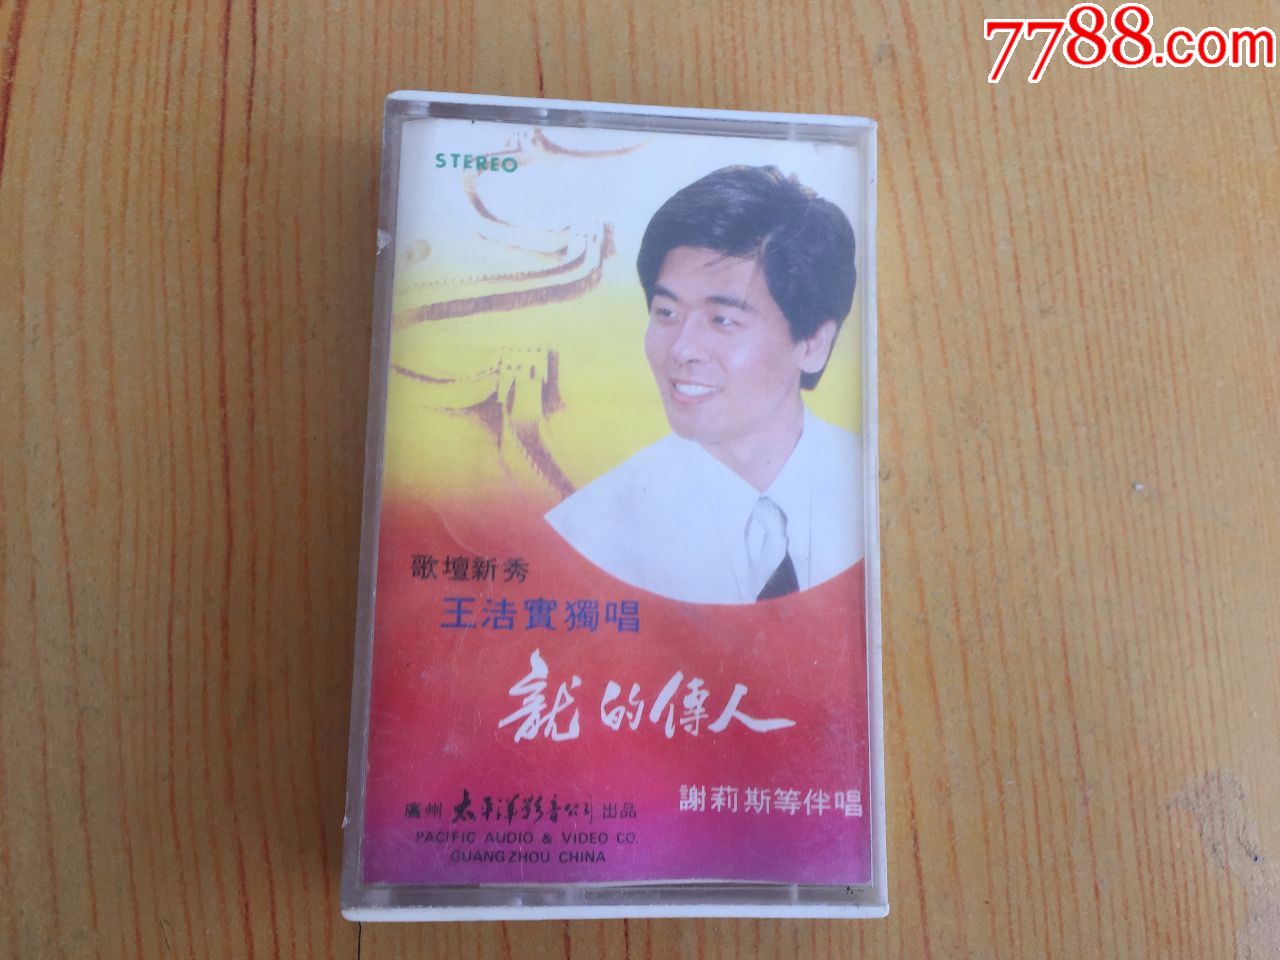 7788.com
STEREO
歌壇新秀
王洁實獨唱
龍的傳人
謝莉斯等伴唱
廣州 太平洋影音公司 出品
PACIFIC AUDIO & VIDEO CO.
GUANGZHOU CHINA